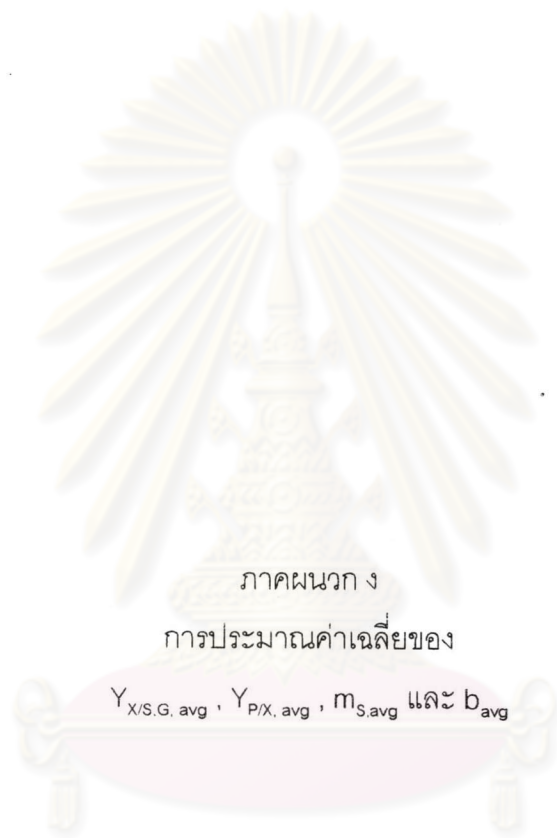 ภาคผนวก ง
การประมาณค่าเฉลี่ยของ
Y_{X/S,G, avg} , Y_{P/X, avg} , m_{S,avg} และ b_{avg}